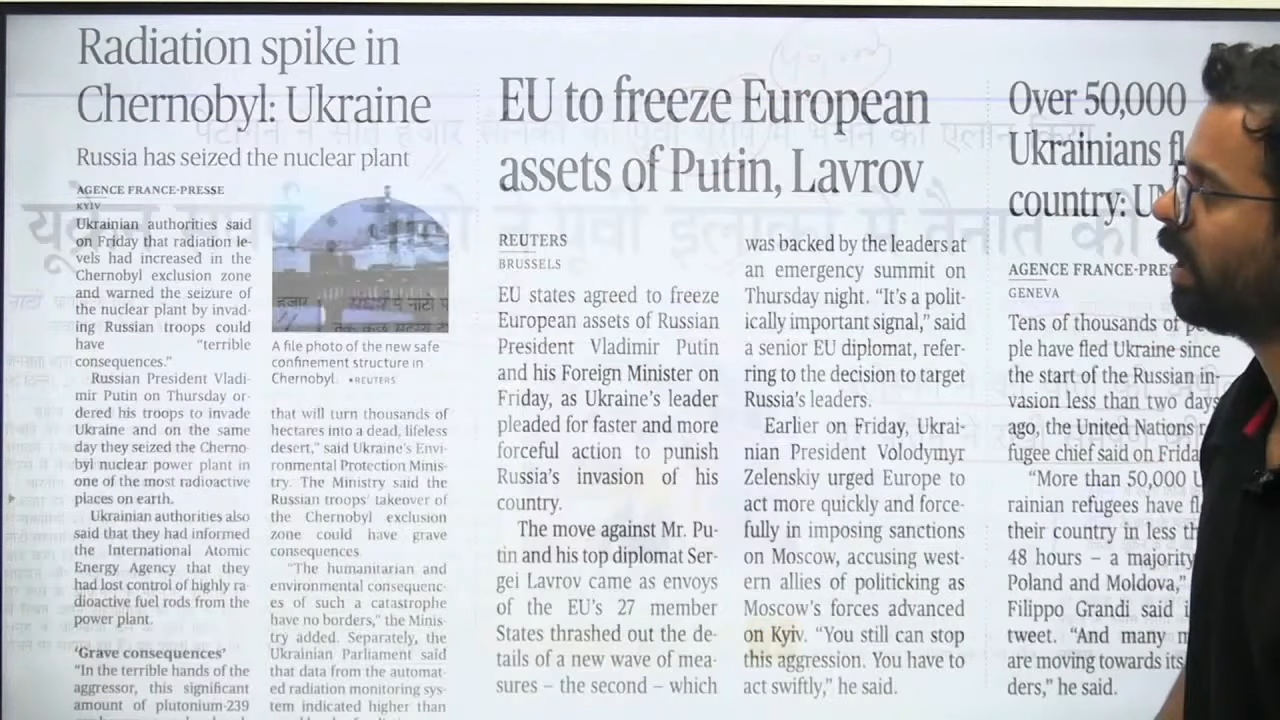 Radiation spike in
Chernobyl: Ukraine
Russia has seized the nuclear plant
AGENCE FRANCE-PRESSE
KYIV
Ukrainian authorities said
on Friday that radiation le-
vels had increased in the
Chernobyl exclusion zone
and warned the seizure of
the nuclear plant by invad-
ing Russian troops could
have "terrible
consequences."
Russian President Vladi-
mir Putin on Thursday or-
dered his troops to invade
Ukraine and on the same
day they seized the Cherno-
byl nuclear power plant in
one of the most radioactive
places on earth.
Ukrainian authorities also
said that they had informed
the International Atomic
Energy Agency that they
had lost control of highly ra-
dioactive fuel rods from the
power plant.
'Grave consequences'
"In the terrible hands of the
aggressor, this significant
amount of plutonium-239
A file photo of the new safe
confinement structure in
Chernobyl. •REUTERS
that will turn thousands of
hectares into a dead, lifeless
desert," said Ukraine's Envi-
ronmental Protection Minis-
try. The Ministry said the
Russian troops' takeover of
the Chernobyl exclusion
zone could have grave
consequences.
"The humanitarian and
environmental consequenc-
es of such a catastrophe
have no borders," the Minis-
try added. Separately, the
Ukrainian Parliament said
that data from the automat-
ed radiation monitoring sys-
tem indicated higher than
EU to freeze European
assets of Putin, Lavrov
REUTERS
BRUSSELS
EU states agreed to freeze
European assets of Russian
President Vladimir Putin
and his Foreign Minister on
Friday, as Ukraine's leader
pleaded for faster and more
forceful action to punish
Russia's invasion of his
country.
The move against Mr. Pu-
tin and his top diplomat Ser-
gei Lavrov came as envoys
of the EU's 27 member
States thrashed out the de-
tails of a new wave of mea-
sures – the second – which
was backed by the leaders at
an emergency summit on
Thursday night. "It's a polit-
ically important signal," said
a senior EU diplomat, refer-
ring to the decision to target
Russia's leaders.
Earlier on Friday, Ukrai-
nian President Volodymyr
Zelenskiy urged Europe to
act more quickly and force-
fully in imposing sanctions
on Moscow, accusing west-
ern allies of politicking as
Moscow's forces advanced
on Kyiv. "You still can stop
this aggression. You have to
act swiftly," he said.
Over 50,000
Ukrainians
country:
AGENCE
GENEVA
Tens of thousands of
ple have fled Ukraine since
the start of the Russian in-
vasion less than two days
ago, the United Nations
fugee chief said on
"More than 50,000
rainian refugees have
their country in less
48 hours – a majority
Poland and Moldova,"
Filippo Grandi said
tweet. "And many
are moving towards its
ders," he said.